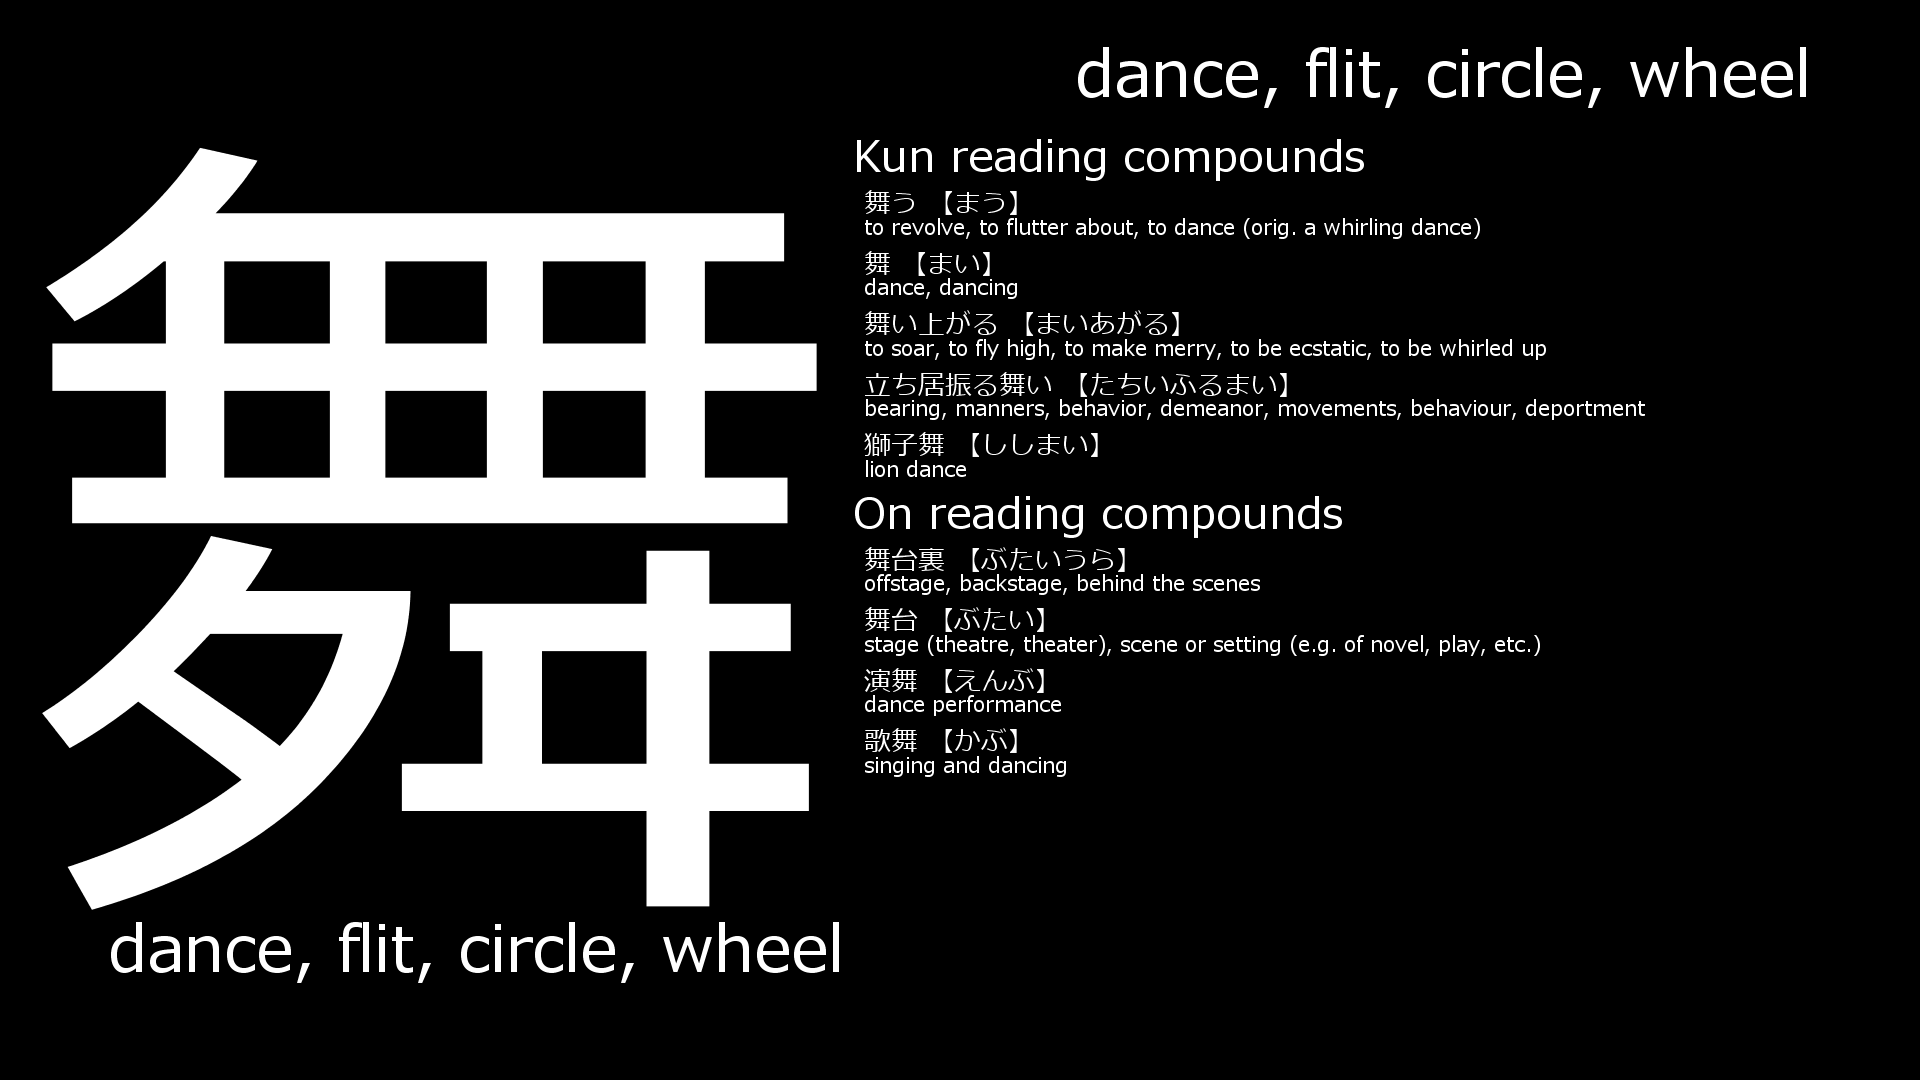 舞
dance, flit, circle, wheel
dance, flit, circle, wheel
Kun reading compounds
舞う 【まう】
to revolve, to flutter about, to dance (orig. a whirling dance)
舞 【まい】
dance, dancing
舞い上がる 【まいあがる】
to soar, to fly high, to make merry, to be ecstatic, to be whirled up
立ち居振る舞い 【たちいふるまい】
bearing, manners, behavior, demeanor, movements, behaviour, deportment
獅子舞 【ししまい】
lion dance
On reading compounds
舞台裏 【ぶたいうら】
offstage, backstage, behind the scenes
舞台 【ぶたい】
stage (theatre, theater), scene or setting (e.g. of novel, play, etc.)
演舞 【えんぶ】
dance performance
歌舞 【かぶ】
singing and dancing